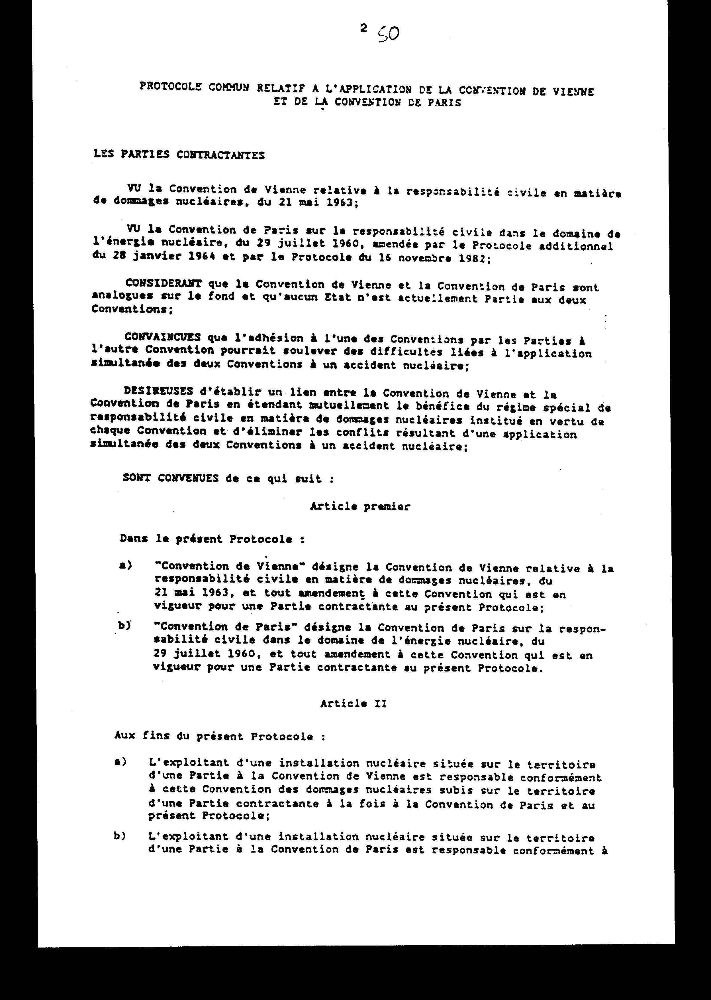 2 50
PROTOCOLE COMMUN RELATIF A L'APPLICATION DE LA CONVENTION DE VIENNE
ET DE LA CONVENTION DE PARIS
LES PARTIES CONTRACTANTES
VU la Convention de Vienne relative à la responsabilité civile en matière
de dommages nucléaires, du 21 mai 1963;
VU la Convention de Paris sur la responsabilité civile dans le domaine de
l'énergie nucléaire, du 29 juillet 1960, amendée par le Protocole additionnel
du 28 janvier 1964 et par le Protocole du 16 novembre 1982;
CONSIDERANT que la Convention de Vienne et la Convention de Paris sont
analogues sur le fond et qu'aucun Etat n'est actuellement Partie aux deux
Conventions;
CONVAINCUES que l'adhésion à l'une des Conventions par les Parties à
l'autre Convention pourrait soulever des difficultés liées à l'application
simultanée des deux Conventions à un accident nucléaire;
DESIREUSES d'établir un lien entre la Convention de Vienne et la
Convention de Paris en étendant mutuellement le bénéfice du régime spécial de
responsabilité civile en matière de dommages nucléaires institué en vertu de
chaque Convention et d'éliminer les conflits résultant d'une application
simultanée des deux Conventions à un accident nucléaire;
SONT CONVENUES de ce qui suit :
Article premier
Dans le présent Protocole :
a) "Convention de Vienne" désigne la Convention de Vienne relative à la
responsabilité civile en matière de dommages nucléaires, du
21 mai 1963, et tout amendement à cette Convention qui est en
vigueur pour une Partie contractante au présent Protocole;
b) "Convention de Paris" désigne la Convention de Paris sur la respon-
sabilité civile dans le domaine de l'énergie nucléaire, du
29 juillet 1960, et tout amendement à cette Convention qui est en
vigueur pour une Partie contractante au présent Protocole.
Article II
Aux fins du présent Protocole :
a) L'exploitant d'une installation nucléaire située sur le territoire
d'une Partie à la Convention de Vienne est responsable conformément
à cette Convention des dommages nucléaires subis sur le territoire
d'une Partie contractante à la fois à la Convention de Paris et au
présent Protocole;
b) L'exploitant d'une installation nucléaire située sur le territoire
d'une Partie à la Convention de Paris est responsable conformément à